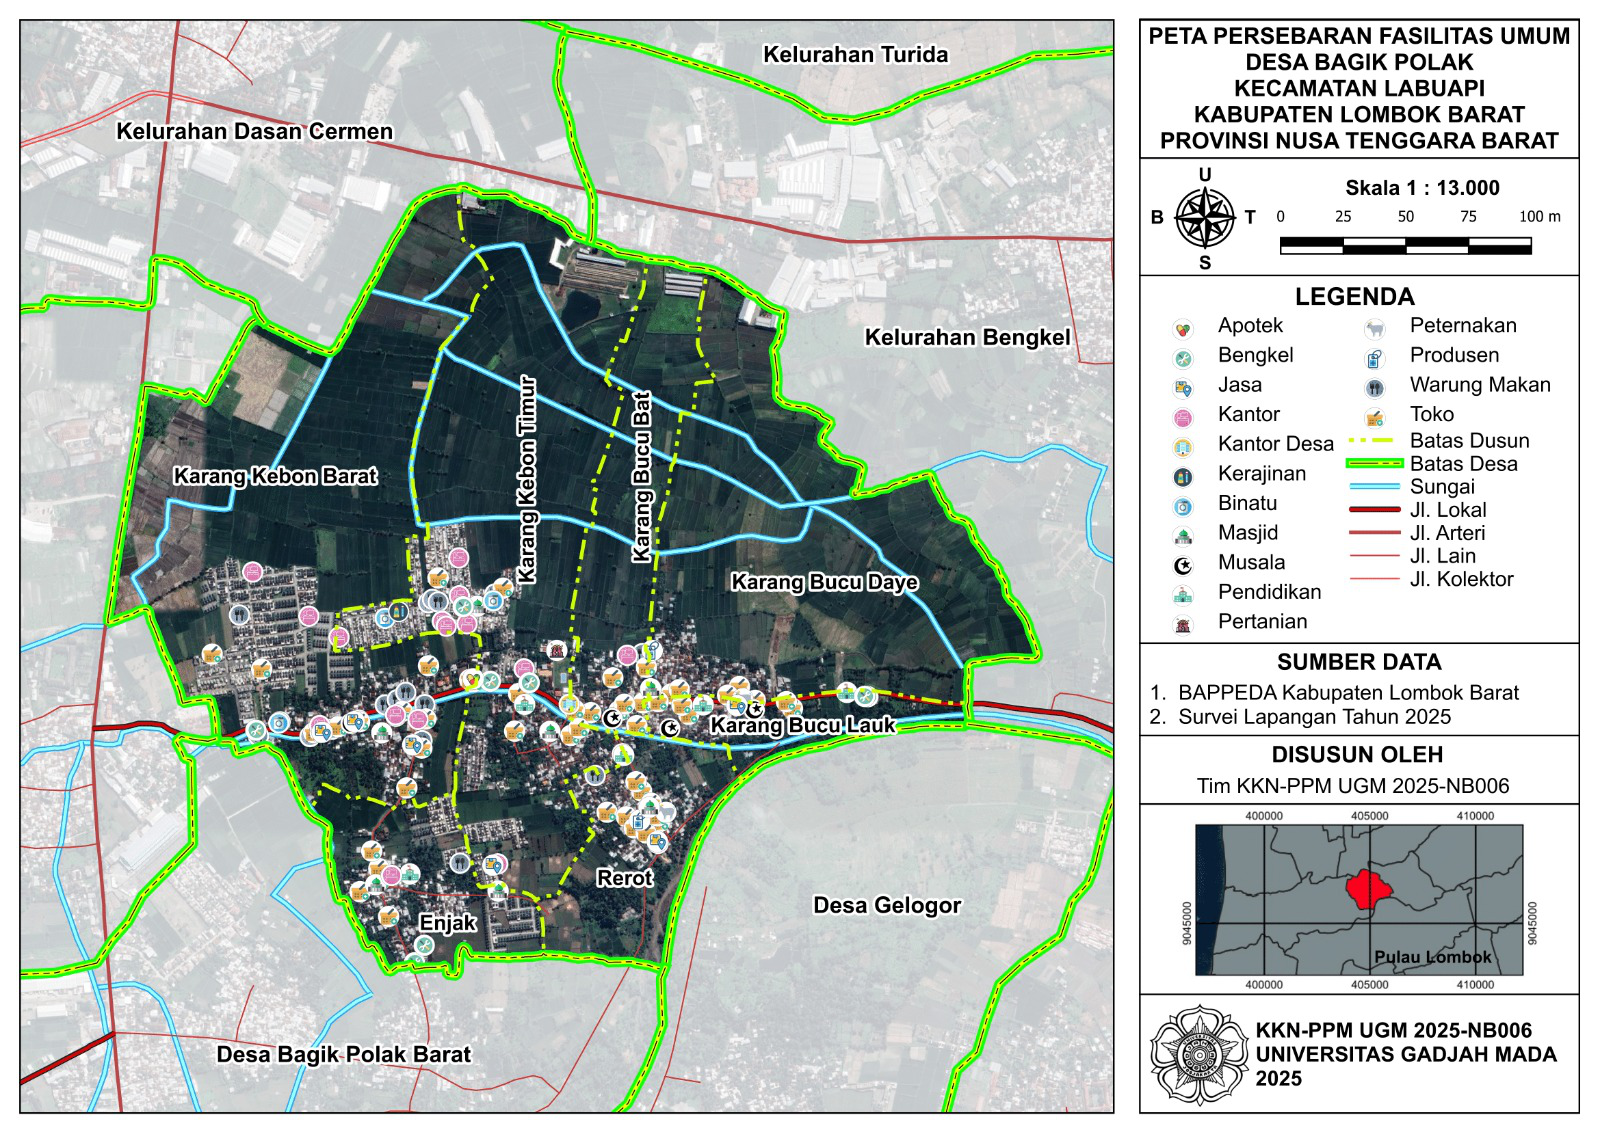 Kelurahan Turida
Kelurahan Dasan Cermen
Kelurahan Bengkel
Karang Kebon Timur
Karang Bucu Bat
Karang Kebon Barat
Karang Bucu Daye
Karang Bucu Lauk
Rerot
Enjak
Desa Gelogor
Desa Bagik Polak Barat
PETA PERSEBARAN FASILITAS UMUM
DESA BAGIK POLAK
KECAMATAN LABUAPI
KABUPATEN LOMBOK BARAT
PROVINSI NUSA TENGGARA BARAT
U
B
T
S
Skala 1 : 13.000
0 25 50 75 100 m
LEGENDA
Apotek
Bengkel
Jasa
Kantor
Kantor Desa
Kerajinan
Binatu
Masjid
Musala
Pendidikan
Pertanian
Peternakan
Produsen
Warung Makan
Toko
Batas Dusun
Batas Desa
Sungai
Jl. Lokal
Jl. Arteri
Jl. Lain
Jl. Kolektor
SUMBER DATA
1. BAPPEDA Kabupaten Lombok Barat
2. Survei Lapangan Tahun 2025
DISUSUN OLEH
Tim KKN-PPM UGM 2025-NB006
400000 405000 410000
9045000
9045000
Pulau Lombok
400000 405000 410000
KKN-PPM UGM 2025-NB006
UNIVERSITAS GADJAH MADA
2025